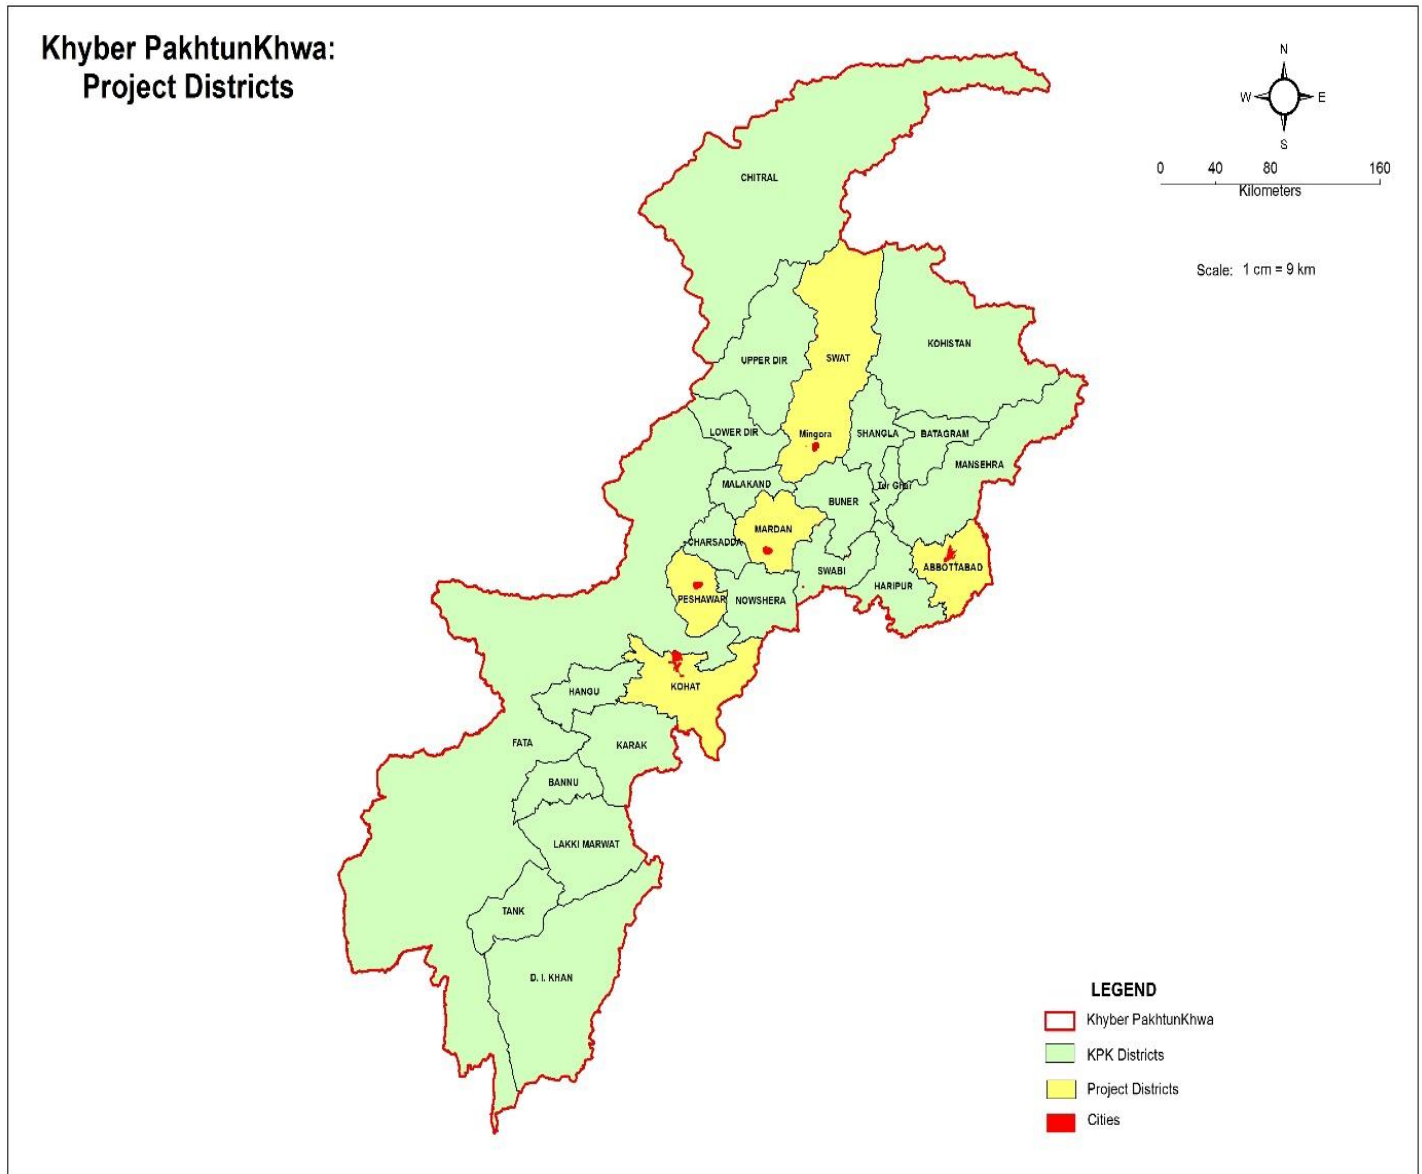 Khyber PakhtunKhwa:
Project Districts
N
W E
S
0 40 80 160
Kilometers
Scale: 1 cm = 9 km
CHITRAL
KOHISTAN
UPPER DIR
SWAT
LOWER DIR
Mingora
SHANGLA
BATAGRAM
MANSEHRA
MALAKAND
Tor Ghar
BUNER
MARDAN
CHARSADDA
SWABI
ABBOTTABAD
HARIPUR
PESHAWAR
NOWSHERA
KOHAT
HANGU
FATA
KARAK
BANNU
LAKKI MARWAT
TANK
D. I. KHAN
LEGEND
Khyber PakhtunKhwa
KPK Districts
Project Districts
Cities